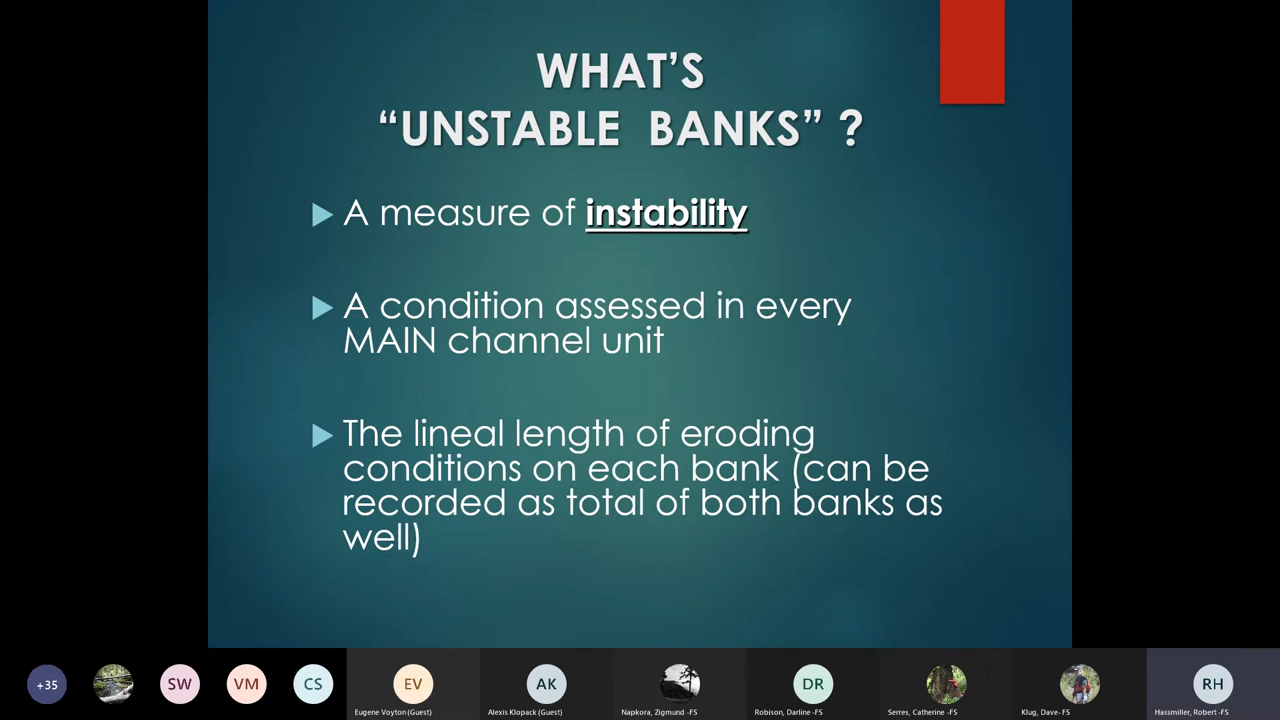 WHAT'S
“UNSTABLE BANKS” ?
A measure of instability
A condition assessed in every
MAIN channel unit
The lineal length of eroding
conditions on each bank (can be
recorded as total of both banks as
well)
+35
SW
VM
CS
EV
AK
DR
RH
Eugene Voyton (Guest)
Alexis Klopack (Guest)
Napkora, Zigmund -FS
Robison, Darline -FS
Serres, Catherine -FS
Klug, Dave- FS
Hassmiller, Robert -FS